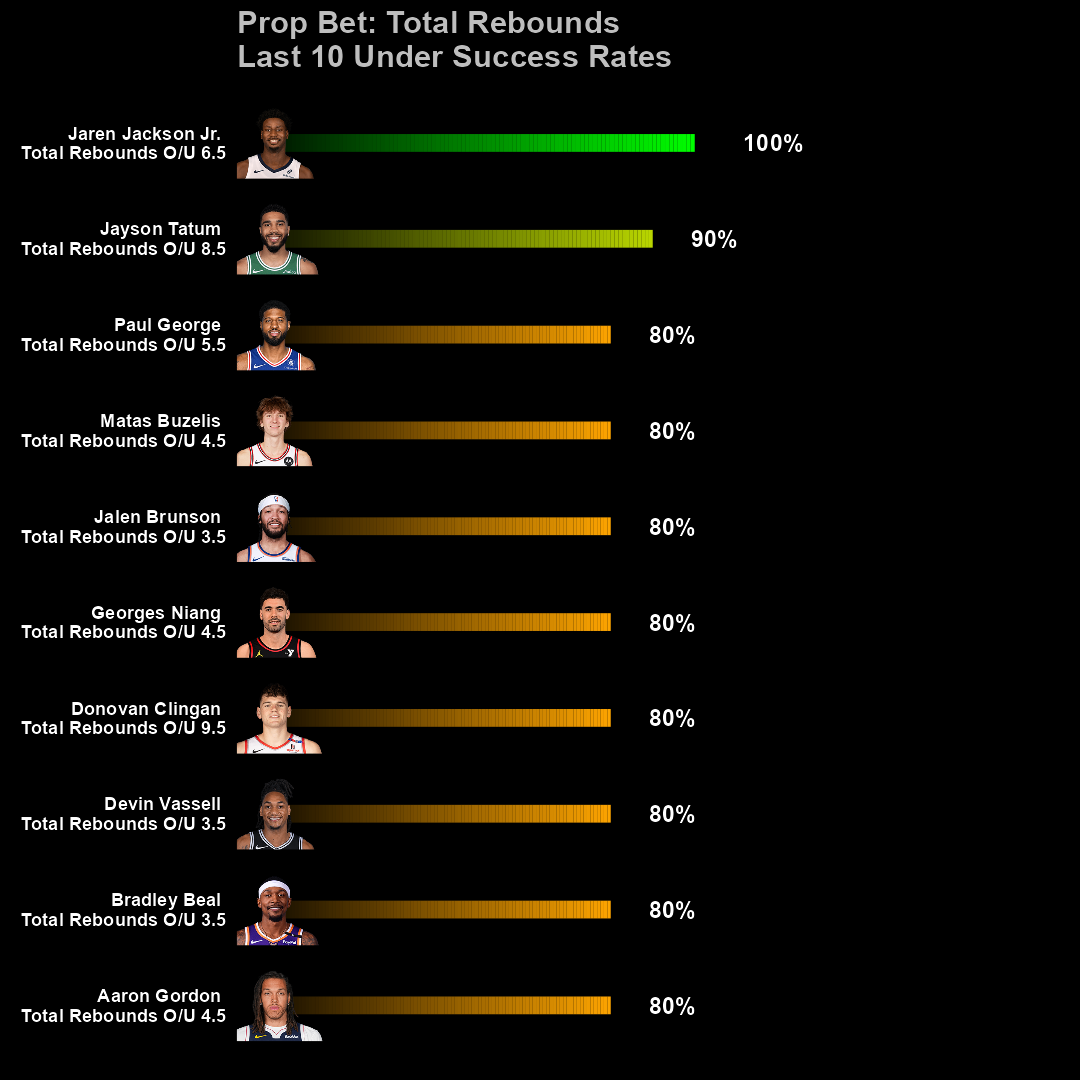 Prop Bet: Total Rebounds
Last 10 Under Success Rates
Jaren Jackson Jr.
Total Rebounds O/U 6.5
100%
Jayson Tatum
Total Rebounds O/U 8.5
90%
Paul George
Total Rebounds O/U 5.5
80%
Matas Buzelis
Total Rebounds O/U 4.5
80%
Jalen Brunson
Total Rebounds O/U 3.5
80%
Georges Niang
Total Rebounds O/U 4.5
80%
Donovan Clingan
Total Rebounds O/U 9.5
80%
Devin Vassell
Total Rebounds O/U 3.5
80%
Bradley Beal
Total Rebounds O/U 3.5
80%
Aaron Gordon
Total Rebounds O/U 4.5
80%